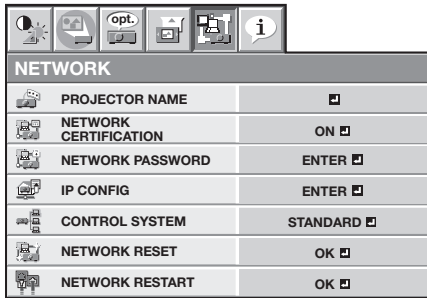 opt.
i
NETWORK
PROJECTOR NAME
NETWORK
CERTIFICATION
ON
NETWORK PASSWORD
ENTER
IP CONFIG
ENTER
CONTROL SYSTEM
STANDARD
NETWORK RESET
OK
NETWORK RESTART
OK